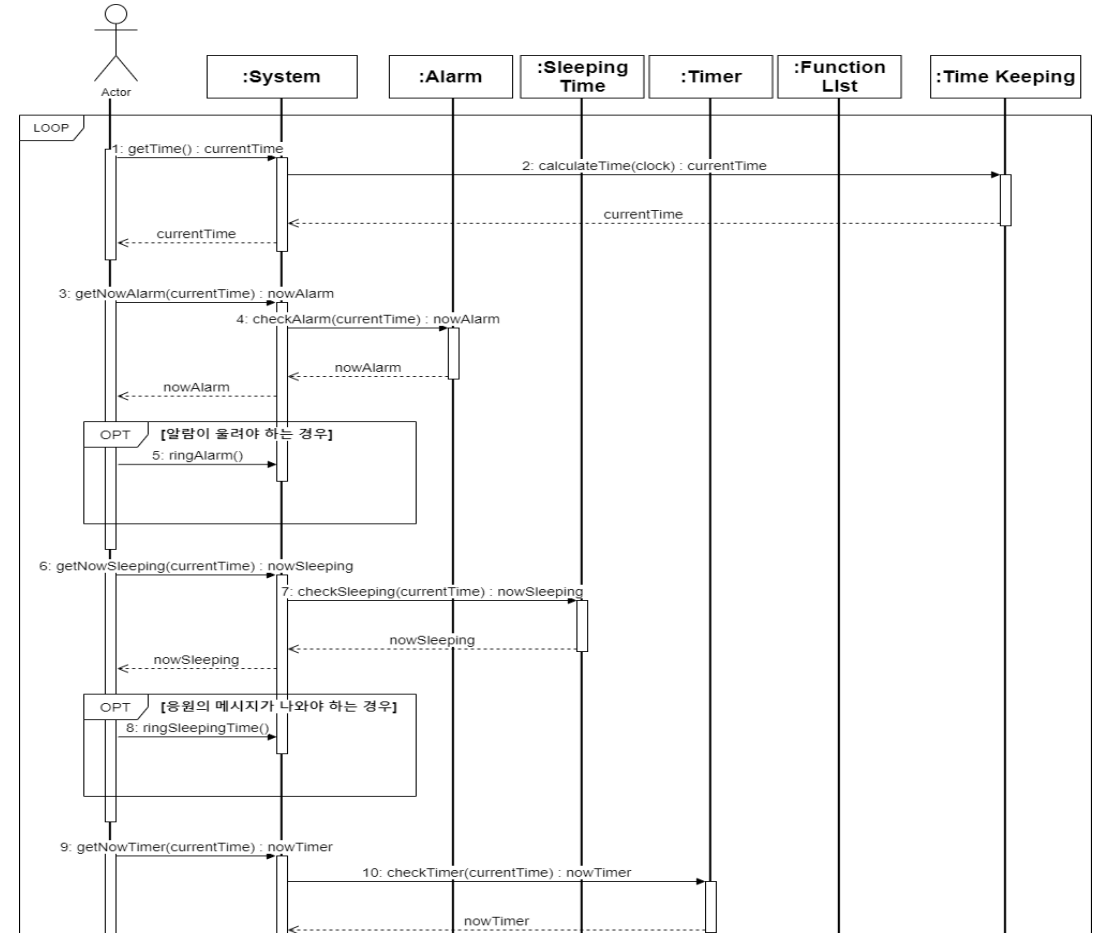 Actor
:System
:Alarm
:Sleeping
Time
:Timer
:Function
LIst
:Time Keeping
LOOP
1: getTime() : currentTime
2: calculateTime(clock) : currentTime
currentTime
currentTime
3: getNowAlarm(currentTime) : nowAlarm
4: checkAlarm(currentTime) : nowAlarm
nowAlarm
nowAlarm
OPT
[알람이 울려야 하는 경우]
5: ringAlarm()
6: getNowSleeping(currentTime) : nowSleeping
7: checkSleeping(currentTime) : nowSleeping
nowSleeping
nowSleeping
OPT
[응원의 메시지가 나와야 하는 경우]
8: ringSleepingTime()
9: getNowTimer(currentTime) : nowTimer
10: checkTimer(currentTime) : nowTimer
nowTimer